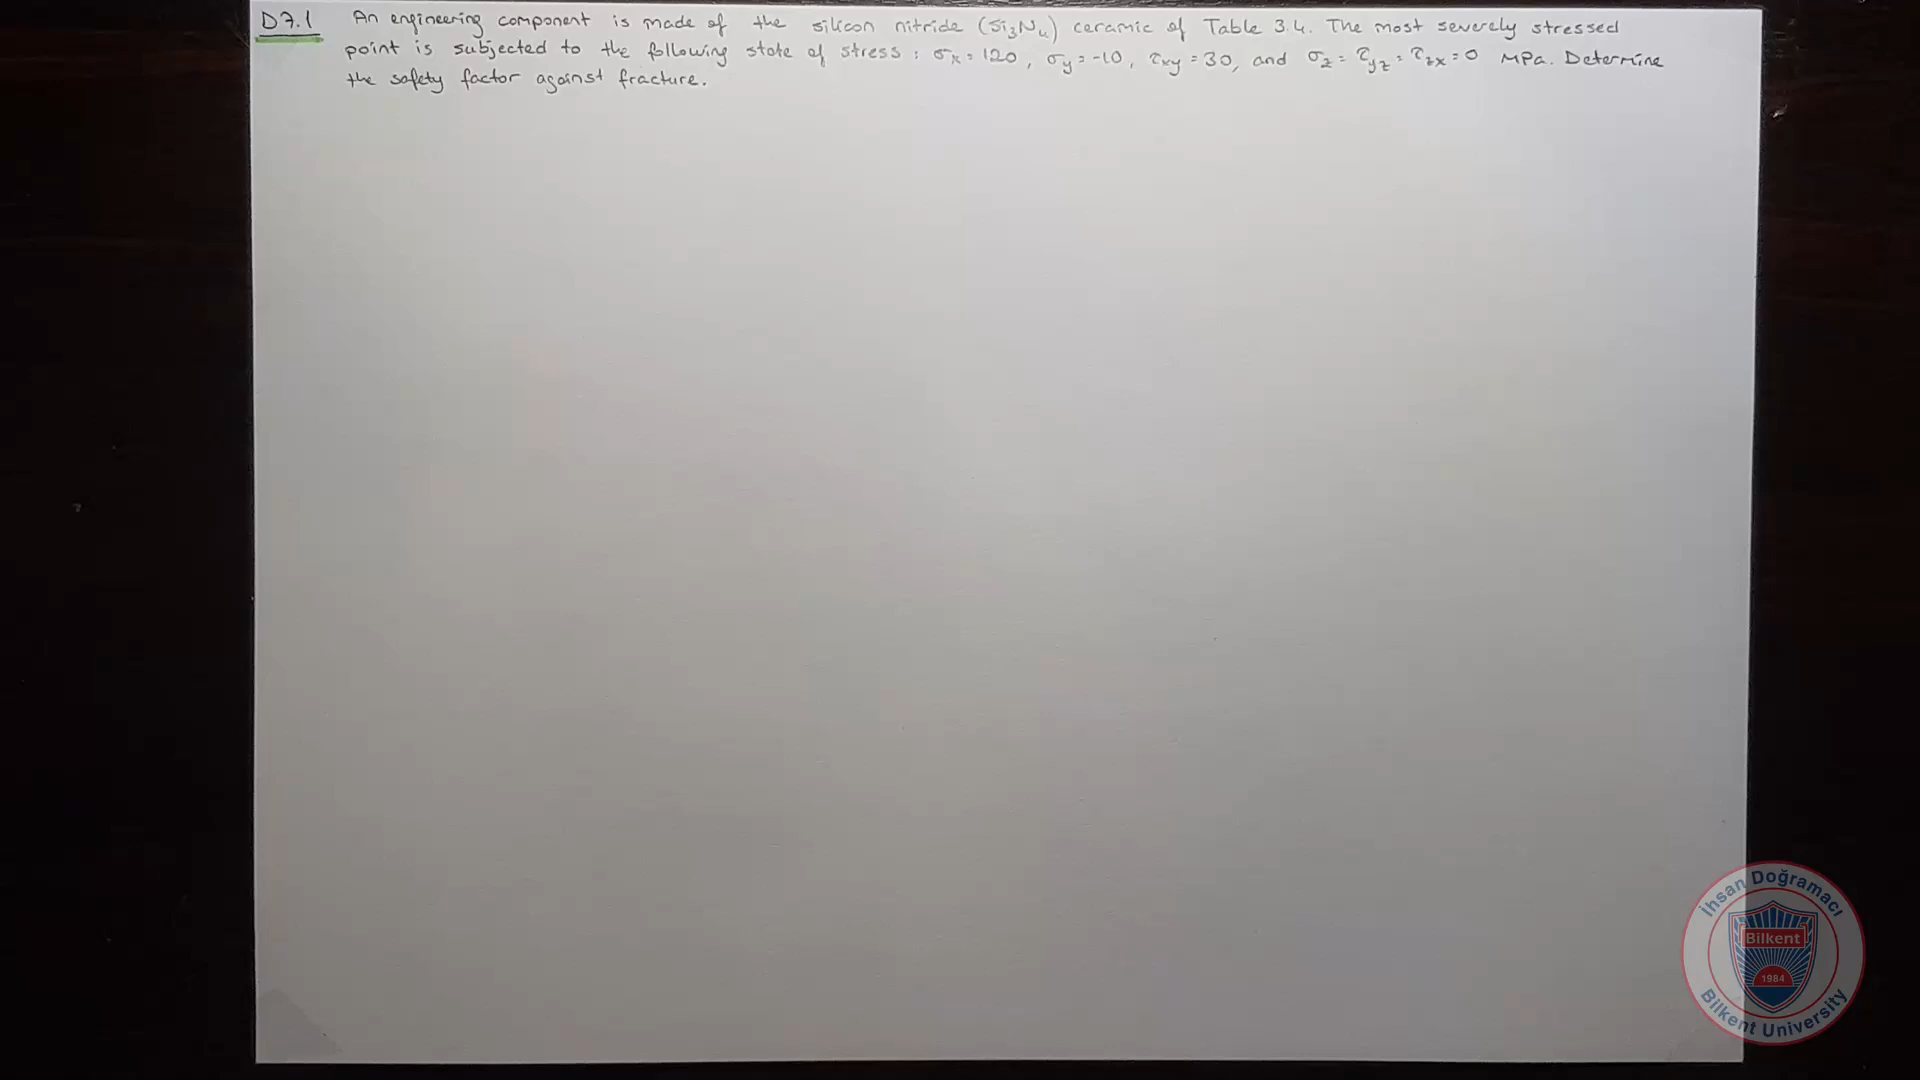 D7.1 An engineering component is made of the silicon nitride (Si₃N₄) ceramic of Table 3.4. The most severely stressed
point is subjected to the following state of stress : σx = 120 , σy = -10 , τxy = 30, and σz = τyz = τzx = 0 MPa. Determine
the safety factor against fracture.
İhsan Doğramacı
Bilkent
1984
Bilkent University